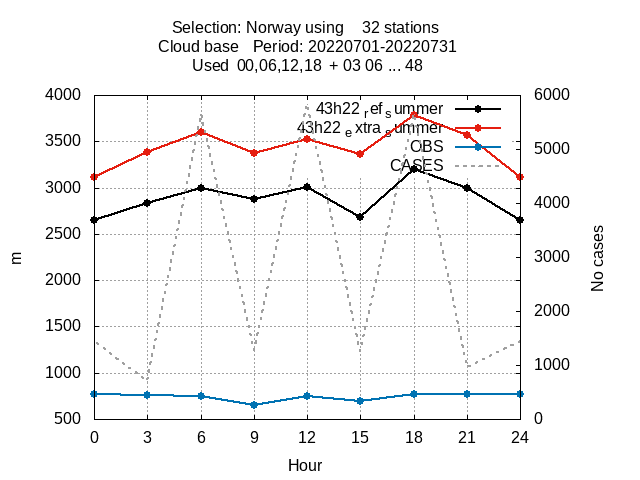 Selection: Norway using 32 stations
Cloud base Period: 20220701-20220731
Used 00,06,12,18 + 03 06 ... 48
4000
3500
3000
2500
2000
1500
1000
500
m
43h22 ref summer
43h22 extra summer
OBS
CASES
6000
5000
4000
3000
2000
1000
0
No cases
0 3 6 9 12 15 18 21 24
Hour